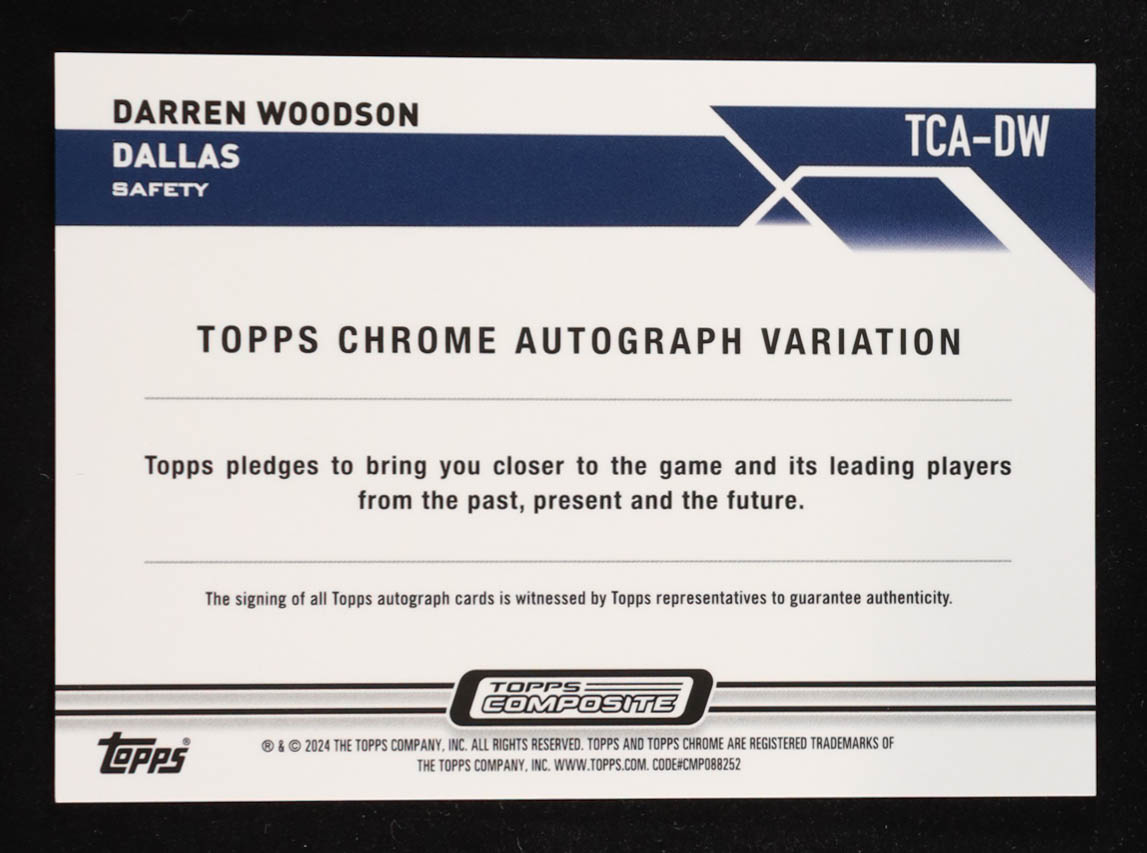 DARREN WOODSON
DALLAS
SAFETY
TCA-DW
TOPPS CHROME AUTOGRAPH VARIATION
Topps pledges to bring you closer to the game and its leading players
from the past, present and the future.
The signing of all Topps autograph cards is witnessed by Topps representatives to guarantee authenticity.
TOPPS
COMPOSITE
Topps®
® & © 2024 THE TOPPS COMPANY, INC. ALL RIGHTS RESERVED. TOPPS AND TOPPS CHROME ARE REGISTERED TRADEMARKS OF
THE TOPPS COMPANY, INC. WWW.TOPPS.COM. CODE#CMP088252